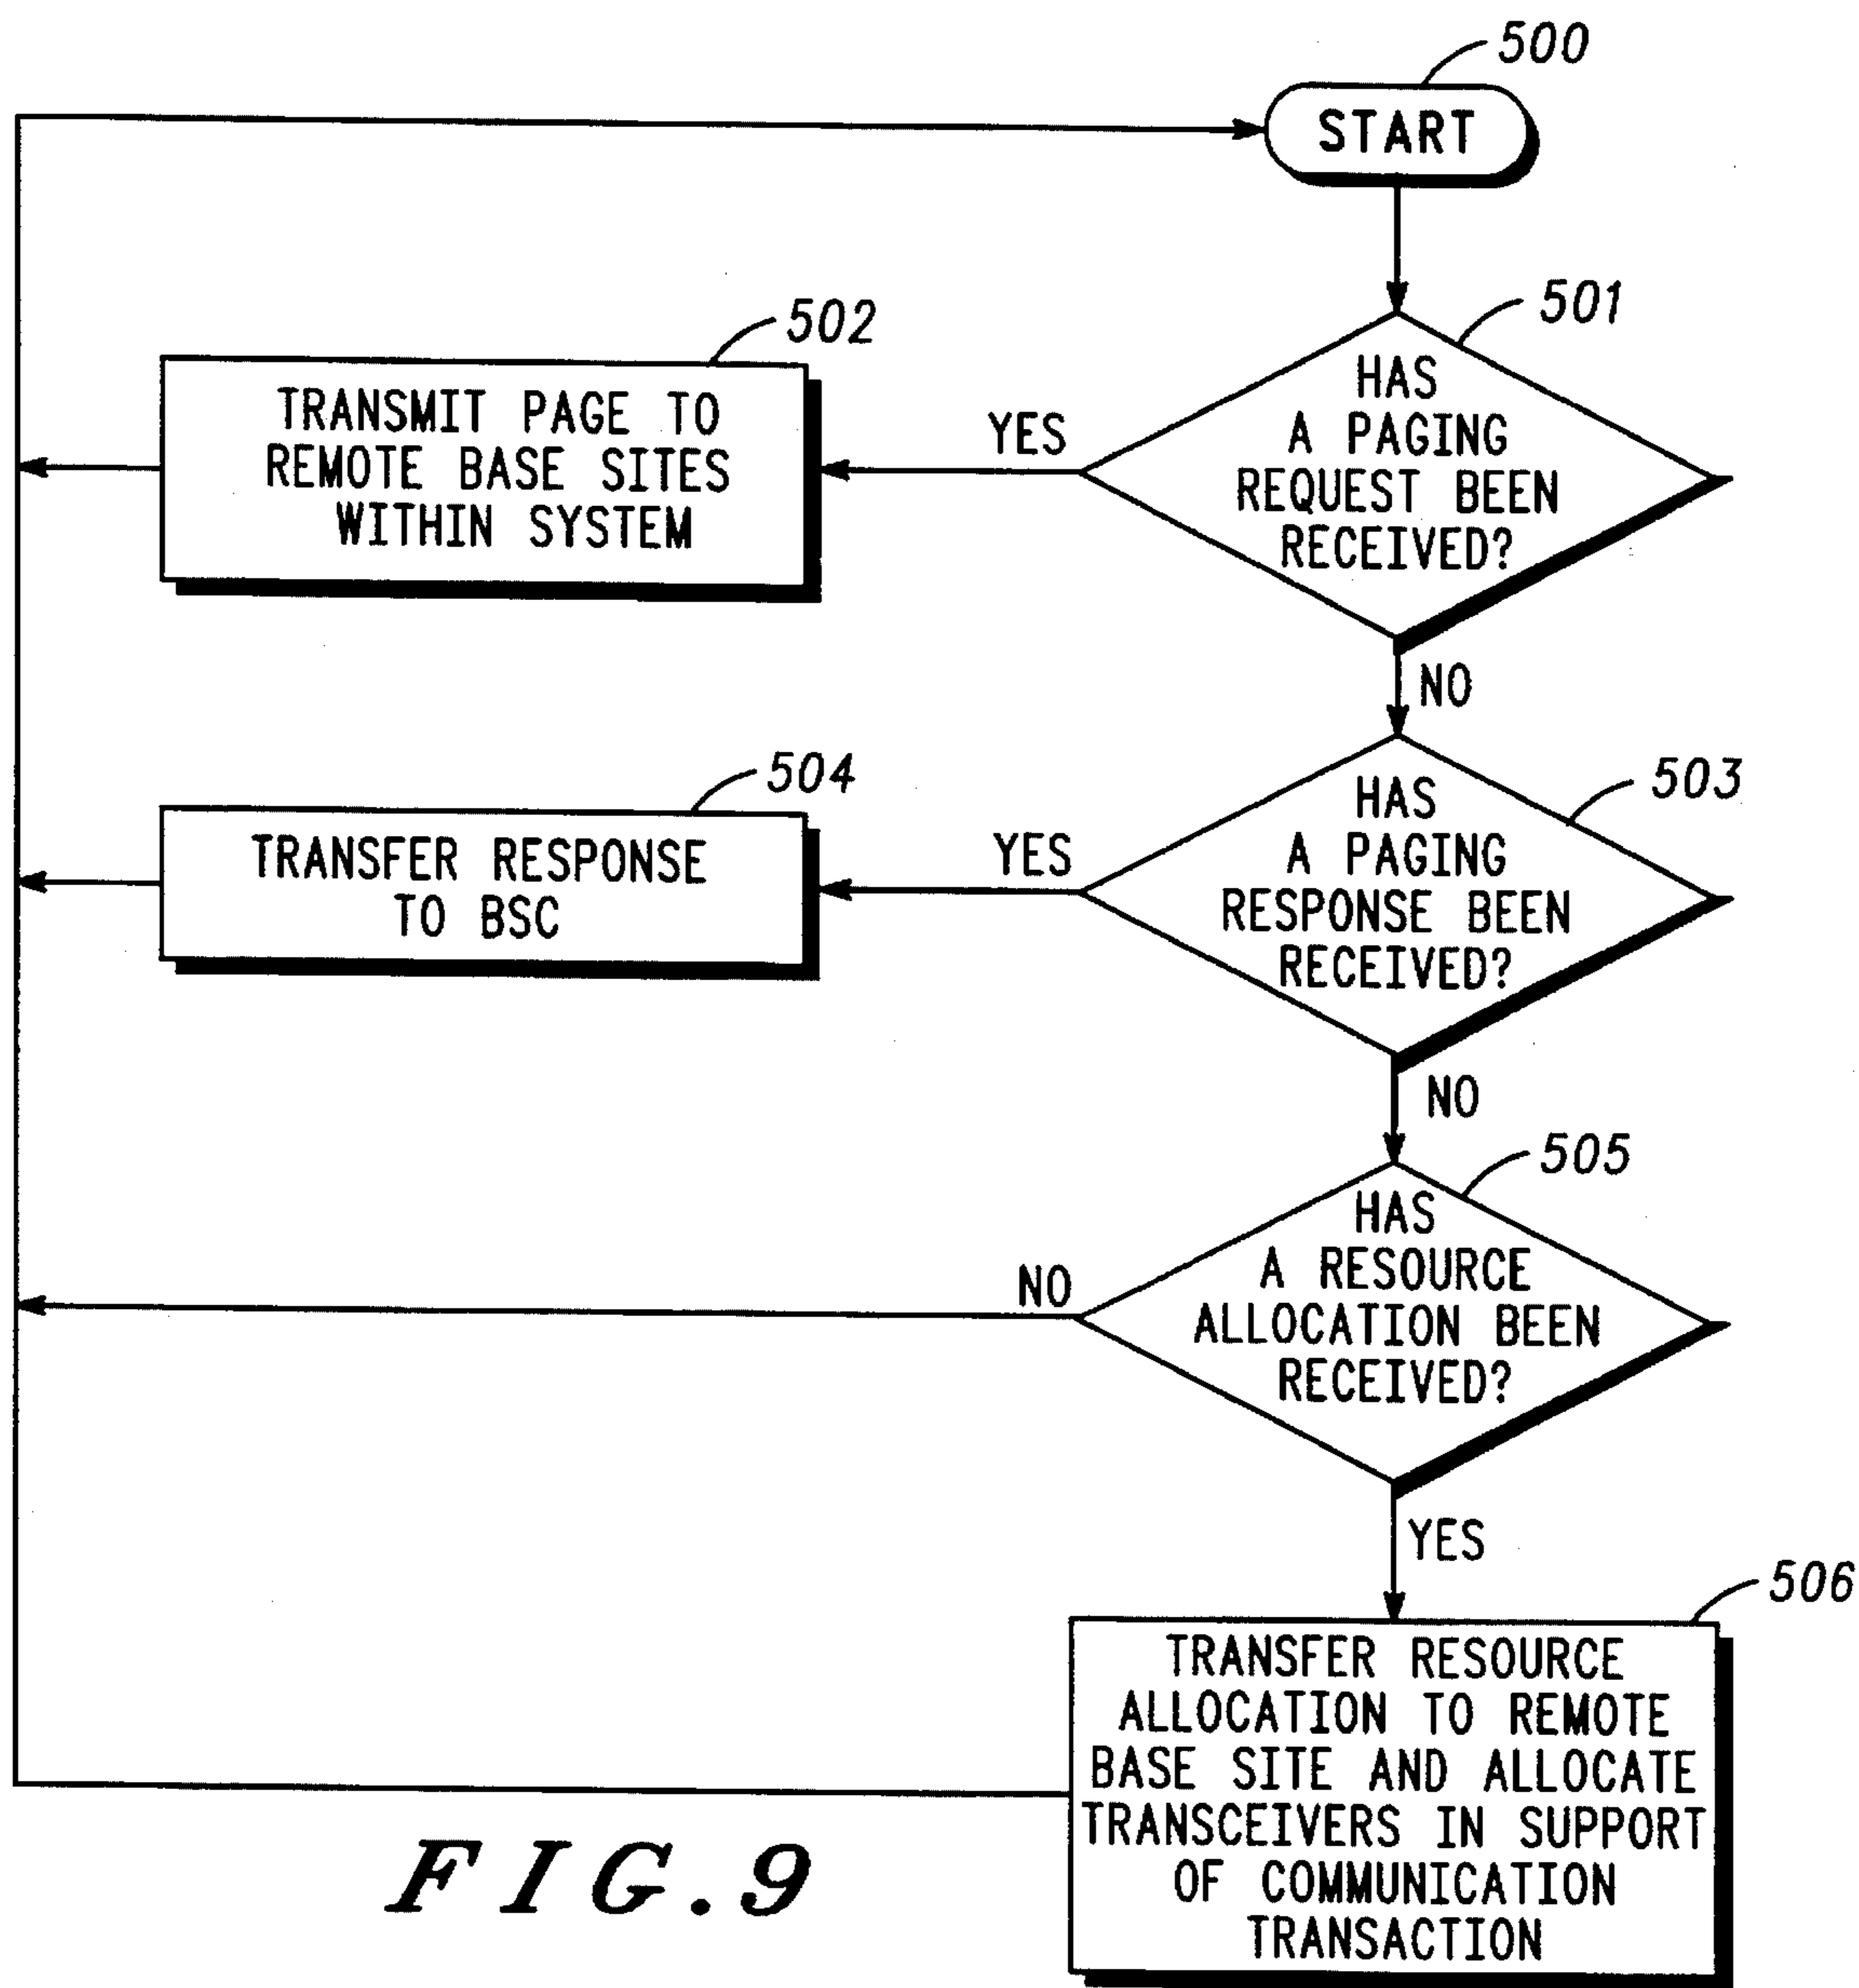 500
START
501
HAS
A PAGING
REQUEST BEEN
RECEIVED?
YES
502
TRANSMIT PAGE TO
REMOTE BASE SITES
WITHIN SYSTEM
NO
503
HAS
A PAGING
RESPONSE BEEN
RECEIVED?
YES
504
TRANSFER RESPONSE
TO BSC
NO
505
HAS
A RESOURCE
ALLOCATION BEEN
RECEIVED?
NO
YES
506
TRANSFER RESOURCE
ALLOCATION TO REMOTE
BASE SITE AND ALLOCATE
TRANSCEIVERS IN SUPPORT
OF COMMUNICATION
TRANSACTION
FIG.9